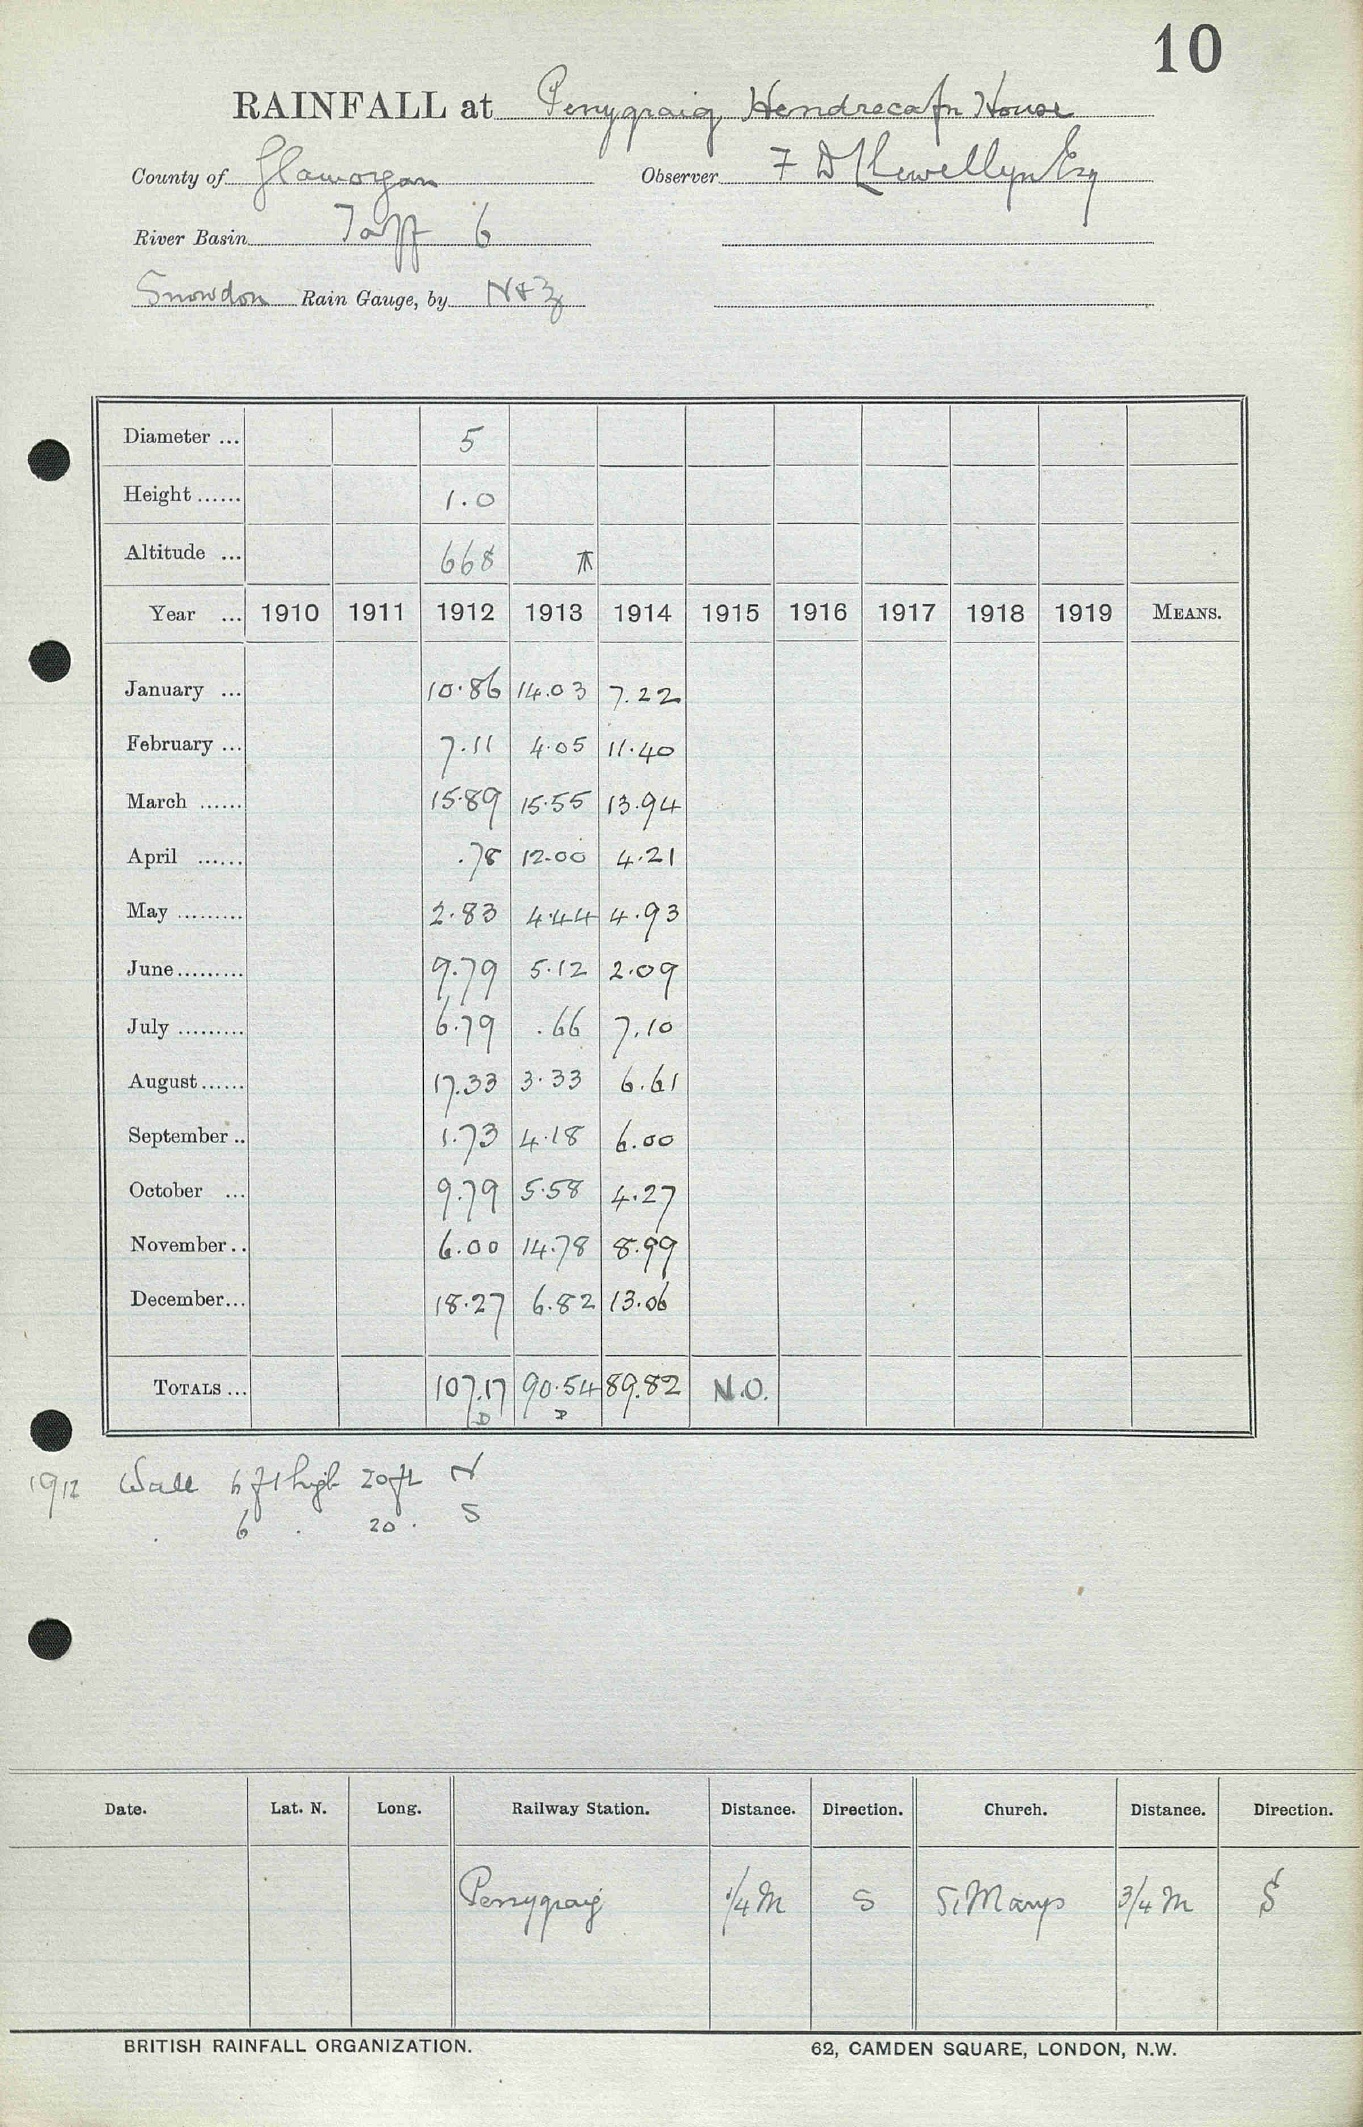 10
RAINFALL at Penygraig Hendrecafn House
County of Glamorgan Observer F D Llewellyn Esq
River Basin Taff 6
Snowdon Rain Gauge, by N&Z
Diameter ... 5
Height ...... 1.0
Altitude ... 668
Year ... 1910 1911 1912 1913 1914 1915 1916 1917 1918 1919 MEANS.
January ... 10.86 14.03 7.22
February ... 7.11 4.05 11.40
March ...... 15.89 15.55 13.94
April ...... .78 12.00 4.21
May ......... 2.83 4.44 4.93
June ......... 9.79 5.12 2.09
July ......... 6.79 .66 7.10
August ...... 17.33 3.33 6.61
September .. 1.73 4.18 6.00
October ... 9.79 5.58 4.27
November .. 6.00 14.78 8.99
December ... 18.27 6.82 13.06
TOTALS ... 107.17 90.54 89.82 N.O.
D D
1912 Wall 6 ft high 20 ft N
6 . 20 . S
Date. Lat. N. Long. Railway Station. Distance. Direction. Church. Distance. Direction.
Penygraig 1/4 M S St Marys 3/4 M S
BRITISH RAINFALL ORGANIZATION. 62, CAMDEN SQUARE, LONDON, N.W.